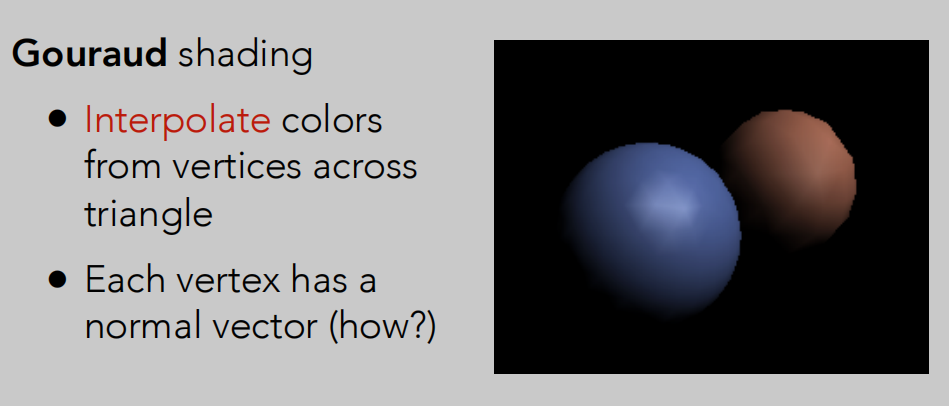 Gouraud shading
● Interpolate colors
from vertices across
triangle
● Each vertex has a
normal vector (how?)